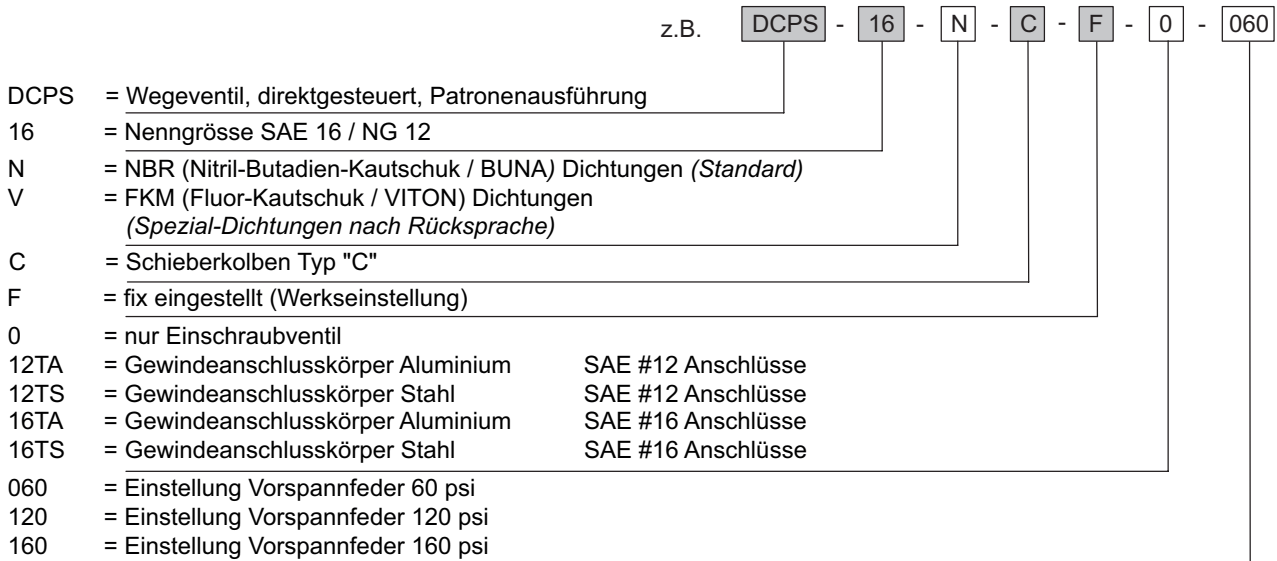 z.B. DCPS - 16 - N - C - F - 0 - 060
DCPS = Wegeventil, direktgesteuert, Patronenausführung
16 = Nenngrösse SAE 16 / NG 12
N = NBR (Nitril-Butadien-Kautschuk / BUNA) Dichtungen (Standard)
V = FKM (Fluor-Kautschuk / VITON) Dichtungen
(Spezial-Dichtungen nach Rücksprache)
C = Schieberkolben Typ "C"
F = fix eingestellt (Werkseinstellung)
0 = nur Einschraubventil
12TA = Gewindeanschlusskörper Aluminium SAE #12 Anschlüsse
12TS = Gewindeanschlusskörper Stahl SAE #12 Anschlüsse
16TA = Gewindeanschlusskörper Aluminium SAE #16 Anschlüsse
16TS = Gewindeanschlusskörper Stahl SAE #16 Anschlüsse
060 = Einstellung Vorspannfeder 60 psi
120 = Einstellung Vorspannfeder 120 psi
160 = Einstellung Vorspannfeder 160 psi